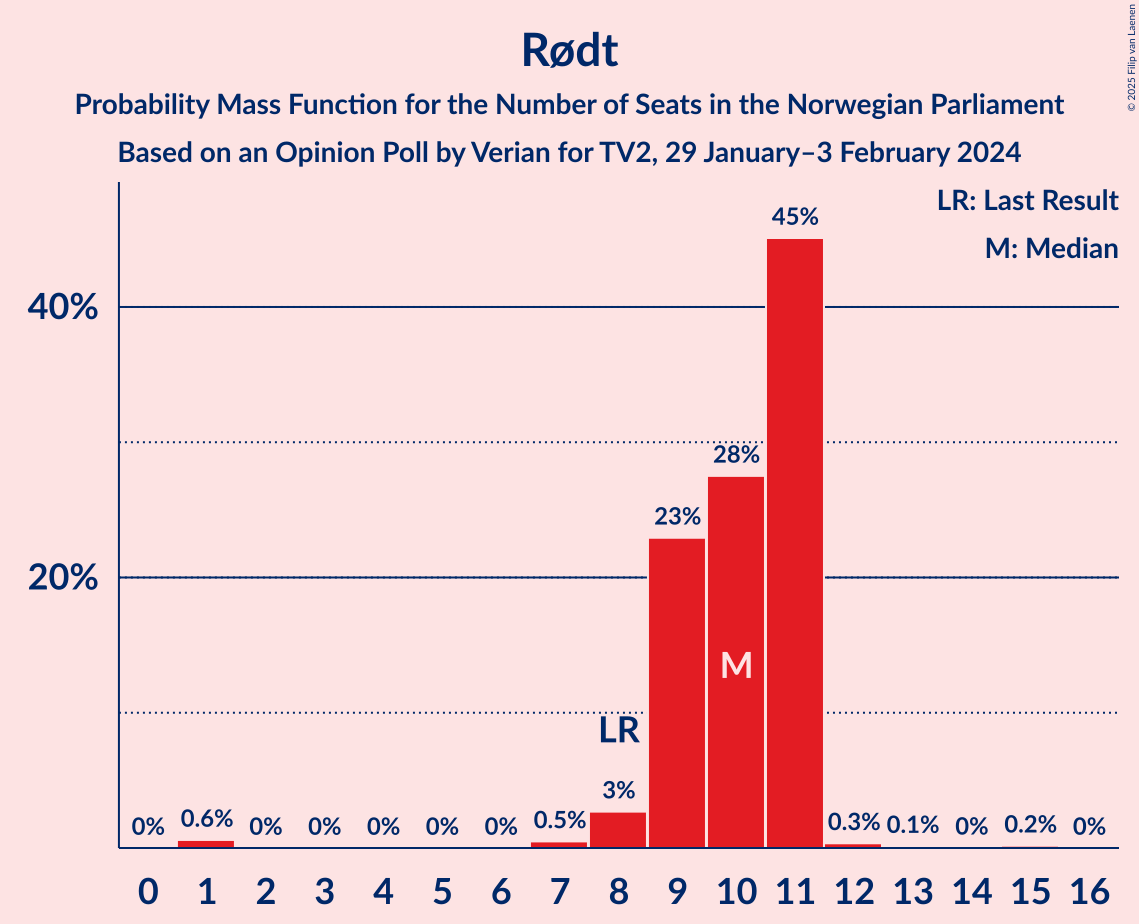 Rødt
Probability Mass Function for the Number of Seats in the Norwegian Parliament
Based on an Opinion Poll by Verian for TV2, 29 January–3 February 2024
© 2025 Filip van Laenen
LR: Last Result
M: Median
45%
40%
28%
23%
20%
M
LR
3%
0% 0.6% 0% 0% 0% 0% 0% 0.5% 0.3% 0.1% 0% 0.2% 0%
0 1 2 3 4 5 6 7 8 9 10 11 12 13 14 15 16